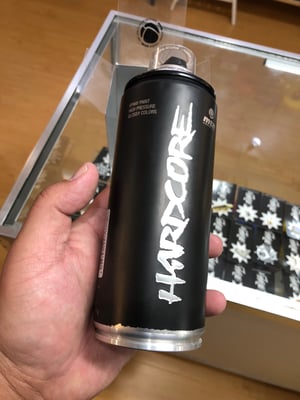 SPRAY PAINT
HIGH PRESSURE
GLOSSY COLORS
HARDCORE